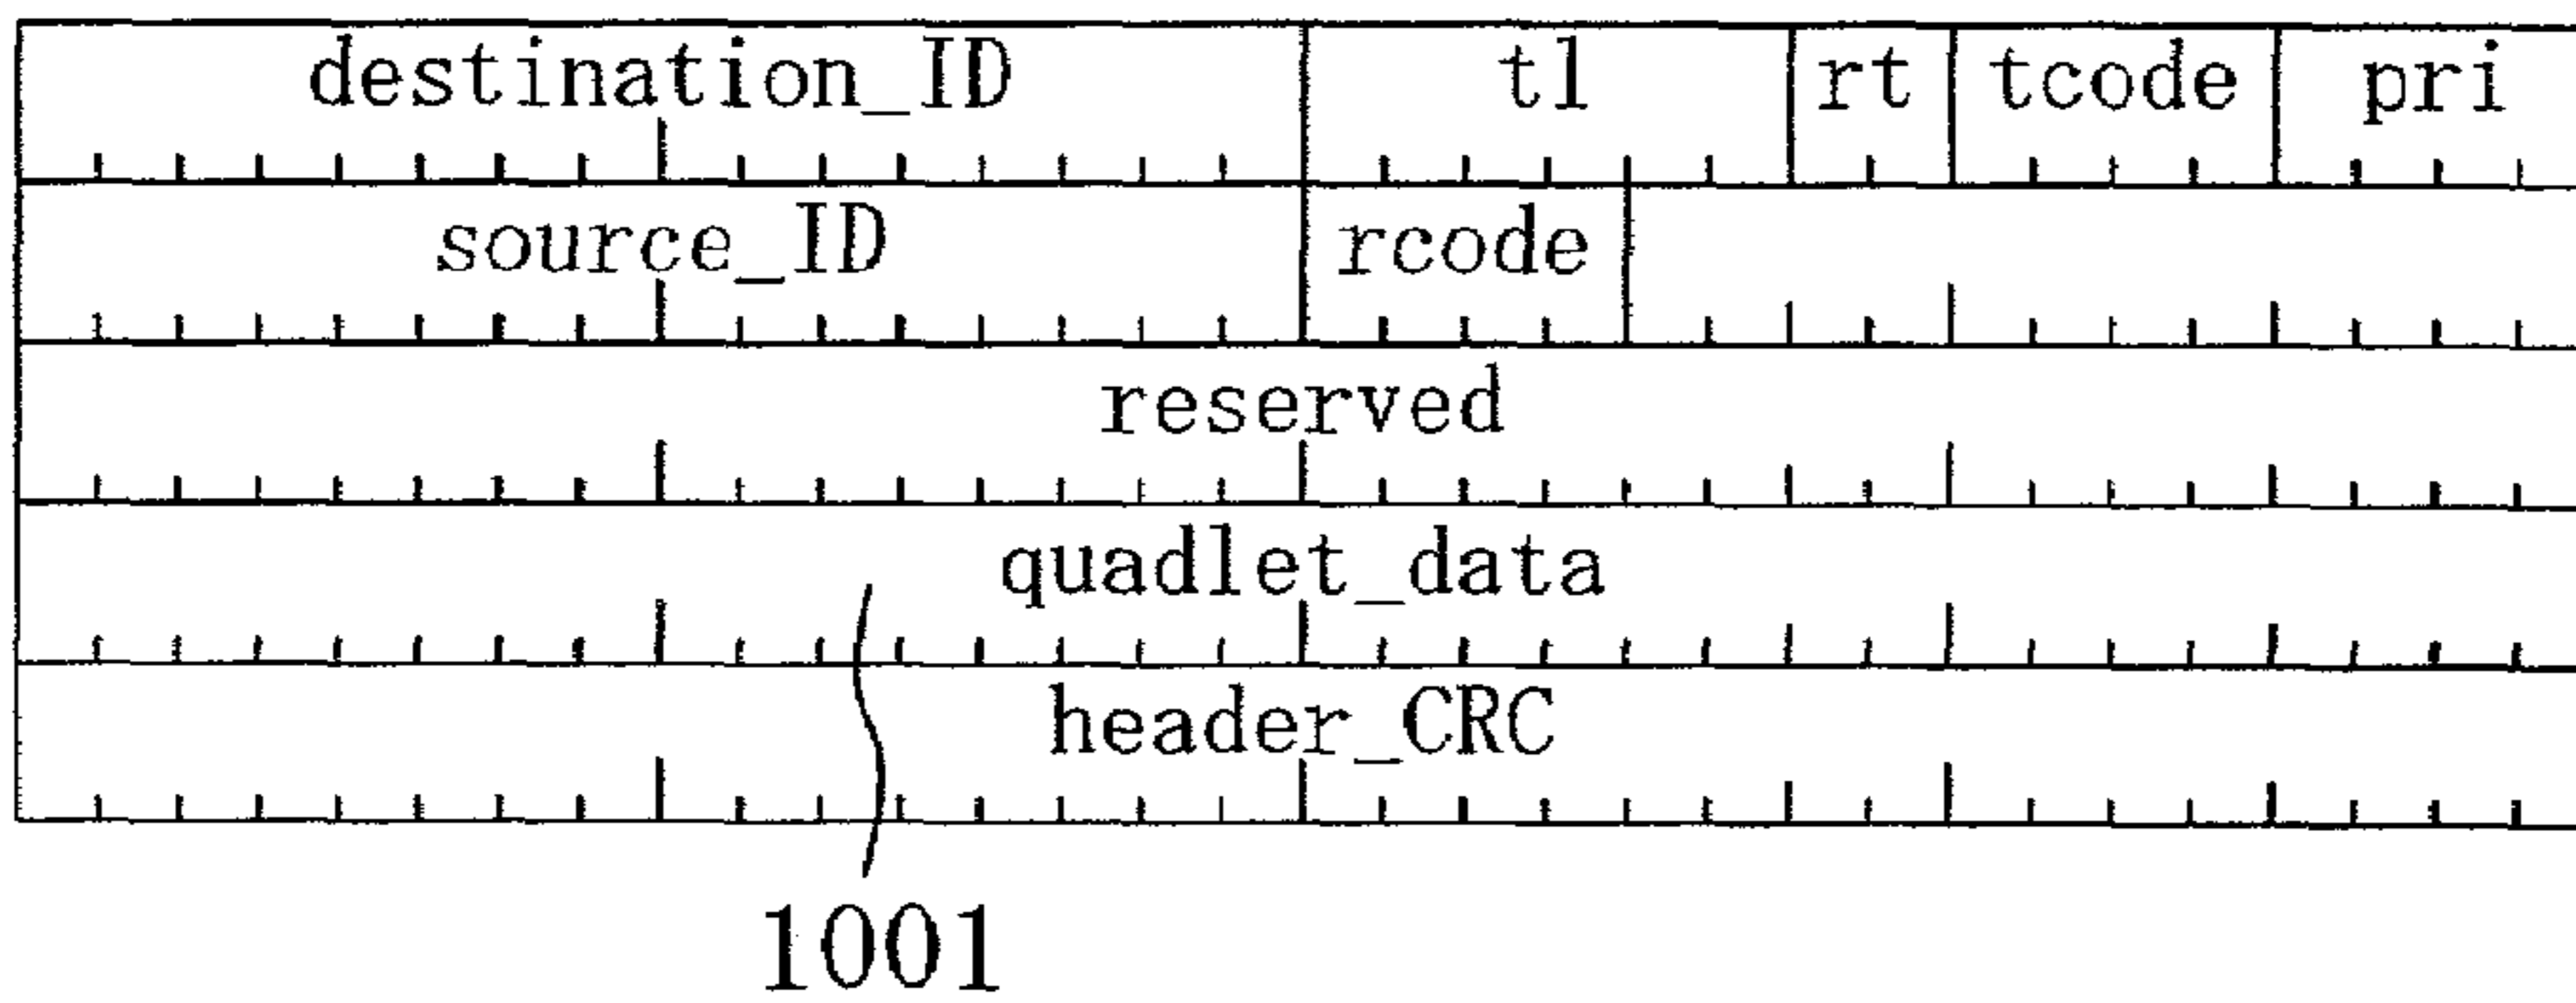 destination_ID tl rt tcode pri
source_ID rcode
reserved
quadlet_data
header_CRC
1001